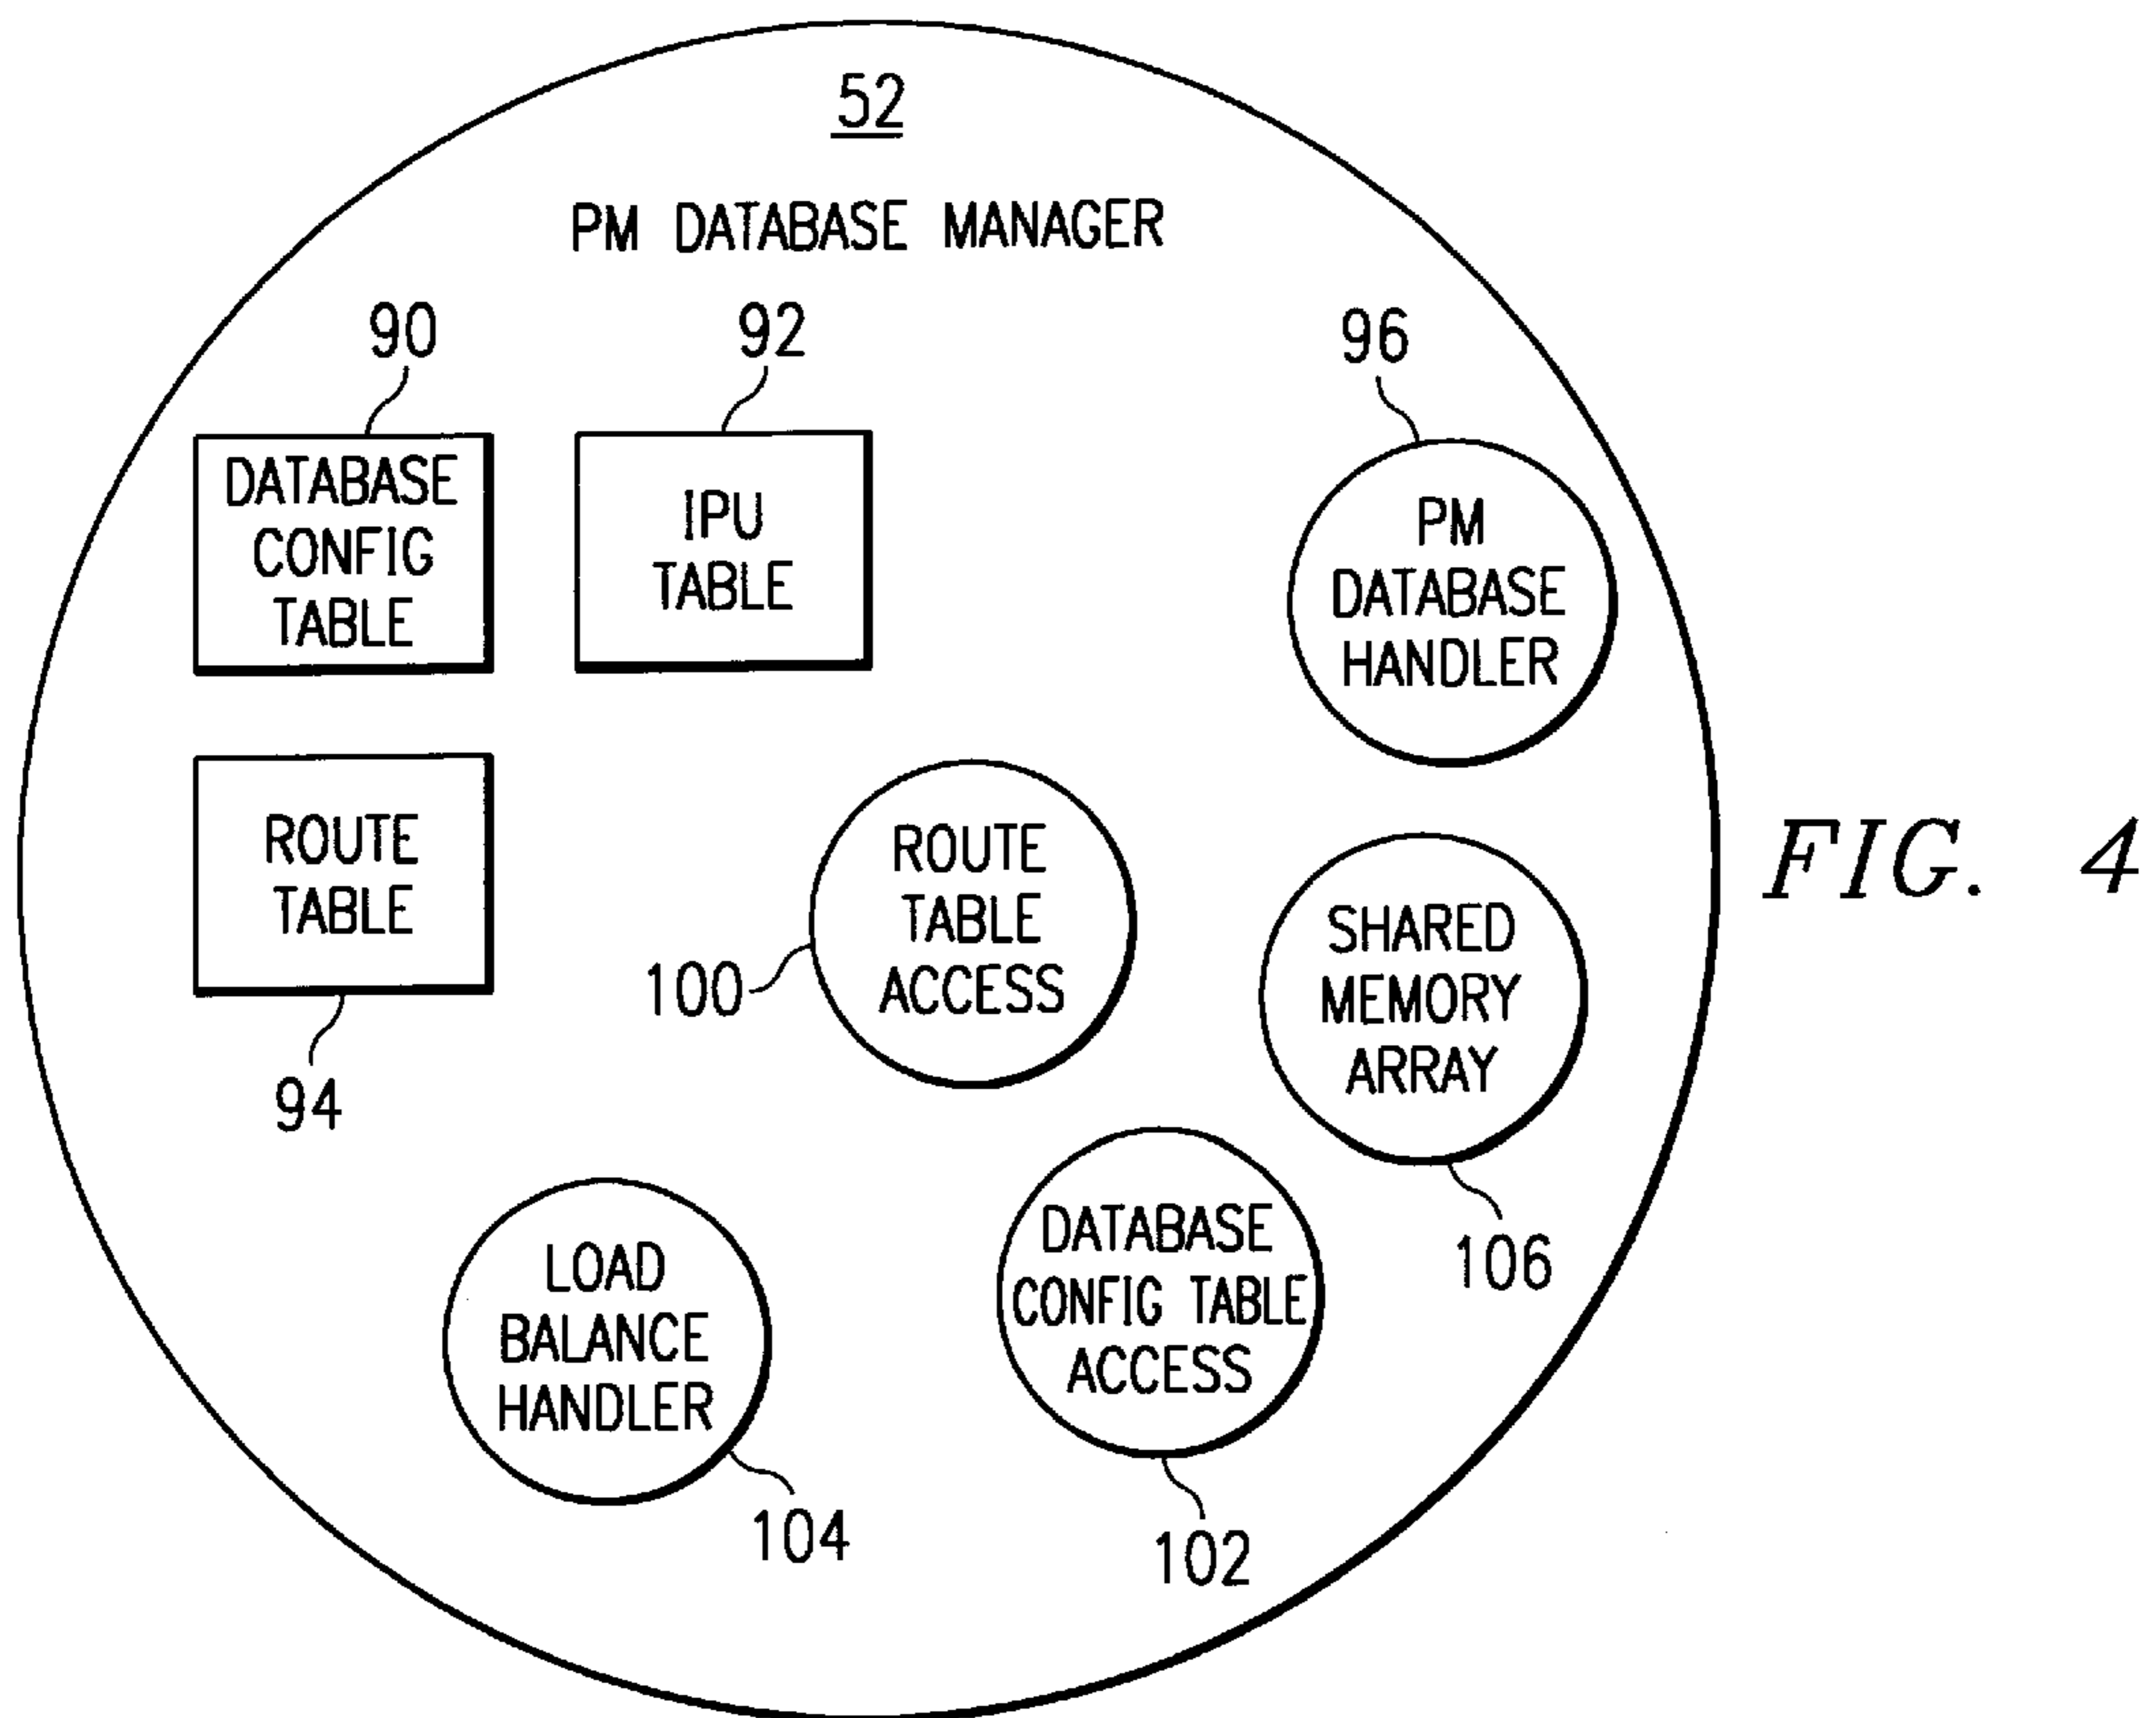 52
PM DATABASE MANAGER
90
92
96
DATABASE
CONFIG
TABLE
IPU
TABLE
PM
DATABASE
HANDLER
ROUTE
TABLE
94
ROUTE
TABLE
ACCESS
100
SHARED
MEMORY
ARRAY
106
LOAD
BALANCE
HANDLER
104
DATABASE
CONFIG TABLE
ACCESS
102
FIG. 4